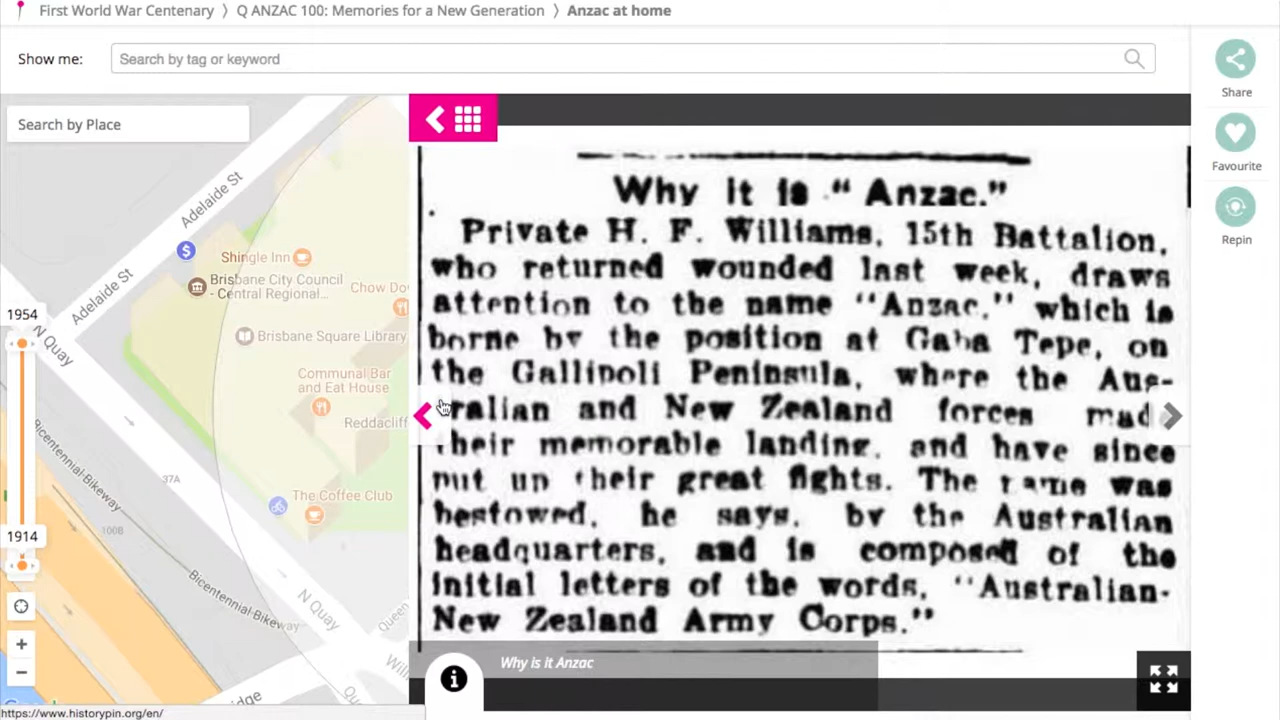 First World War Centenary 〉 Q ANZAC 100: Memories for a New Generation 〉 Anzac at home
Show me:
Search by tag or keyword
Share
Favourite
Repin
Search by Place
Adelaide St
Adelaide St
Shingle Inn
Brisbane City Council
- Central Regional...
Chow Do
Brisbane Square Library
Communal Bar
and Eat House
Reddacliff
The Coffee Club
1954
N Quay
37A
100B
Bicentennial Bikeway
Bicentennial Bikeway
N Quay
Queen
1914
+
−
https://www.historypin.org/en/
Why it is "Anzac."
Private H. F. Williams, 15th Battalion,
who returned wounded last week, draws
attention to the name "Anzac," which is
borne by the position at Gaba Tepe, on
the Gallipoli Peninsula, where the Aus-
ralian and New Zealand forces mad
their memorable landing, and have since
put up their great fights. The name was
bestowed, he says, by the Australian
headquarters, and is composed of the
initial letters of the words, "Australian-
New Zealand Army Corps."
Why is it Anzac